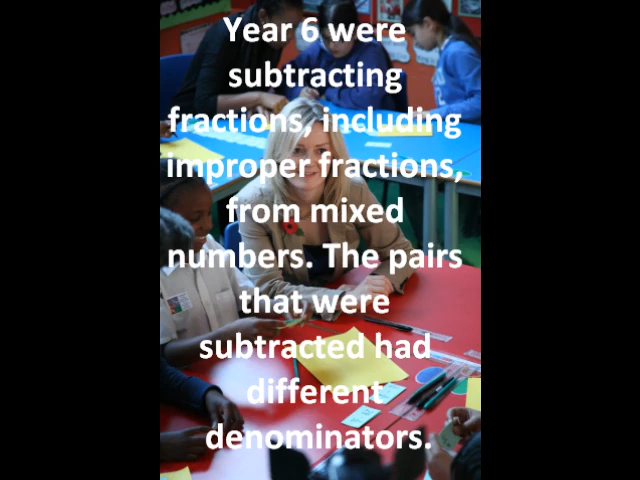 Year 6 were
subtracting
fractions, including
improper fractions,
from mixed
numbers. The pairs
that were
subtracted had
different
denominators.